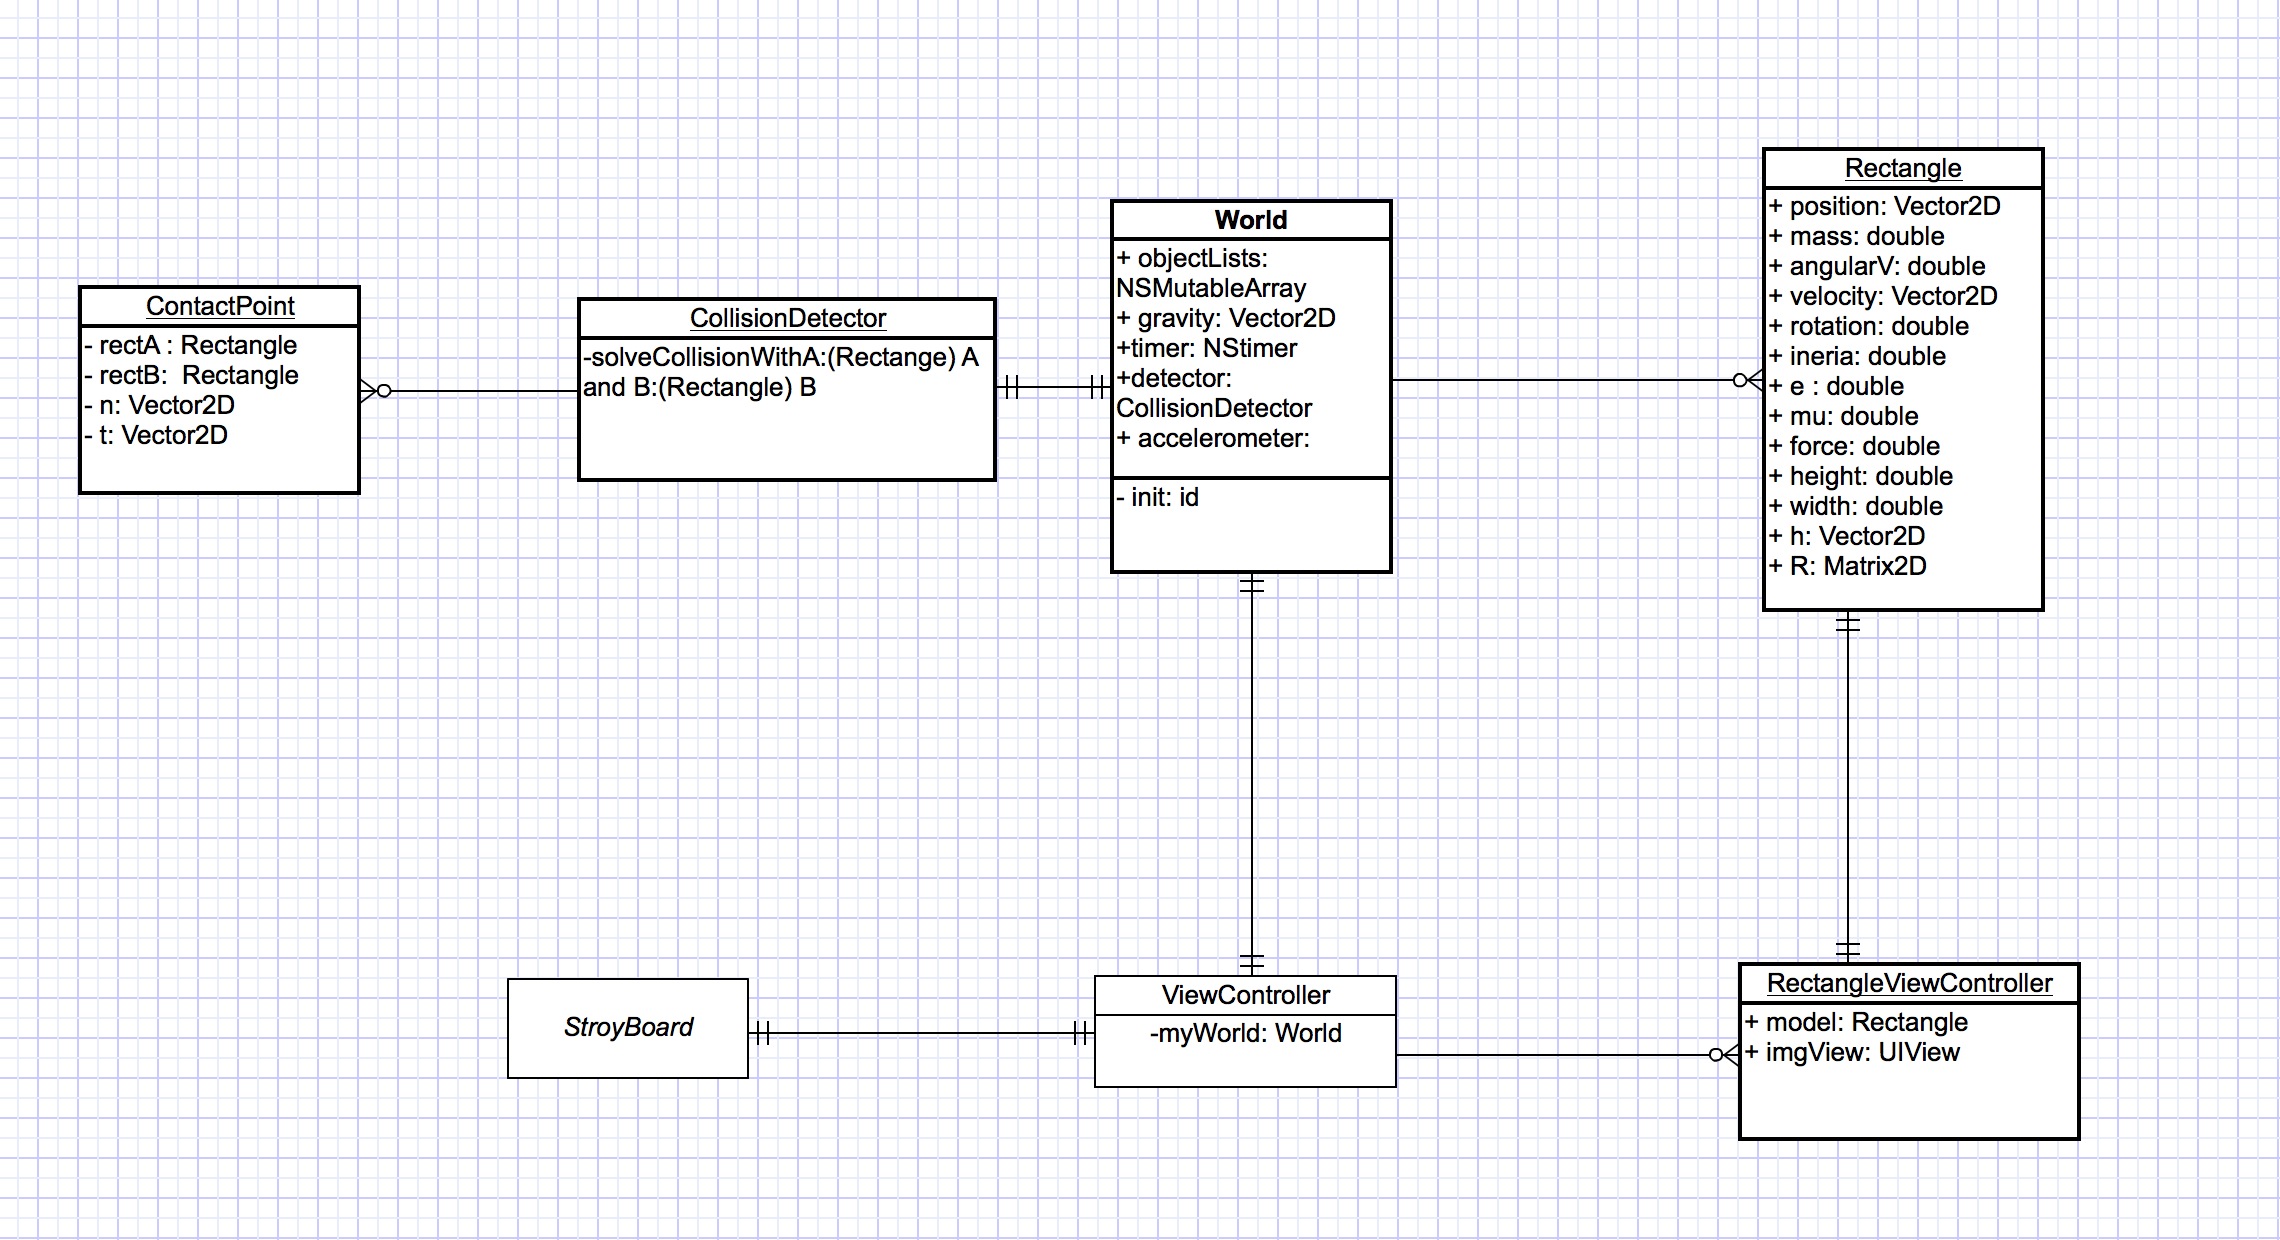 ContactPoint
- rectA : Rectangle
- rectB:  Rectangle
- n: Vector2D
- t: Vector2D
CollisionDetector
-solveCollisionWithA:(Rectange) A
and B:(Rectangle) B
World
+ objectLists:
NSMutableArray
+ gravity: Vector2D
+timer: NStimer
+detector:
CollisionDetector
+ accelerometer:
- init: id
Rectangle
+ position: Vector2D
+ mass: double
+ angularV: double
+ velocity: Vector2D
+ rotation: double
+ ineria: double
+ e : double
+ mu: double
+ force: double
+ height: double
+ width: double
+ h: Vector2D
+ R: Matrix2D
StroyBoard
ViewController
-myWorld: World
RectangleViewController
+ model: Rectangle
+ imgView: UIView